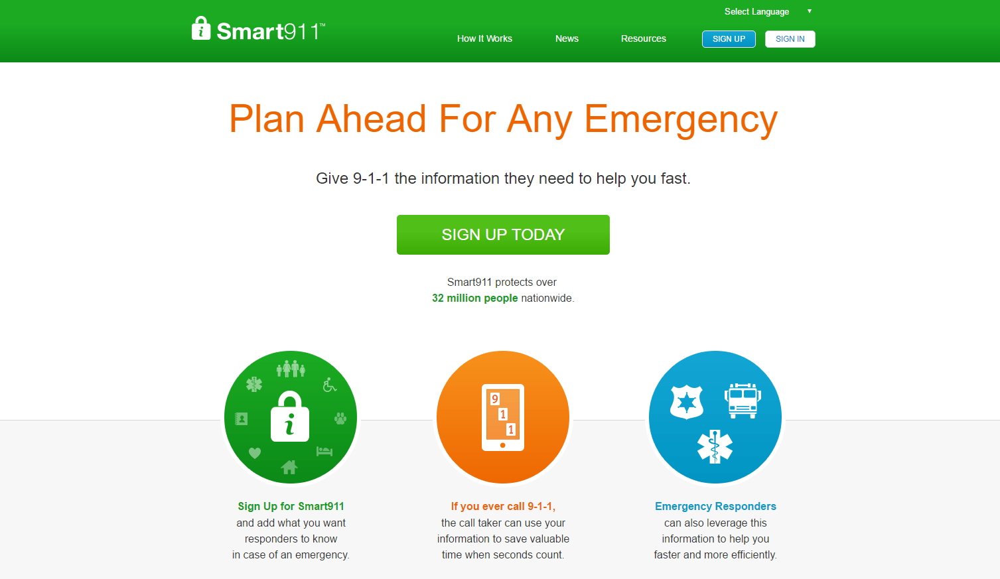 Select Language ▼
Smart911™
How It Works
News
Resources
SIGN UP
SIGN IN
Plan Ahead For Any Emergency
Give 9-1-1 the information they need to help you fast.
SIGN UP TODAY
Smart911 protects over
32 million people nationwide.
i
9
1
1
Sign Up for Smart911
and add what you want
responders to know
in case of an emergency.
If you ever call 9-1-1,
the call taker can use your
information to save valuable
time when seconds count.
Emergency Responders
can also leverage this
information to help you
faster and more efficiently.